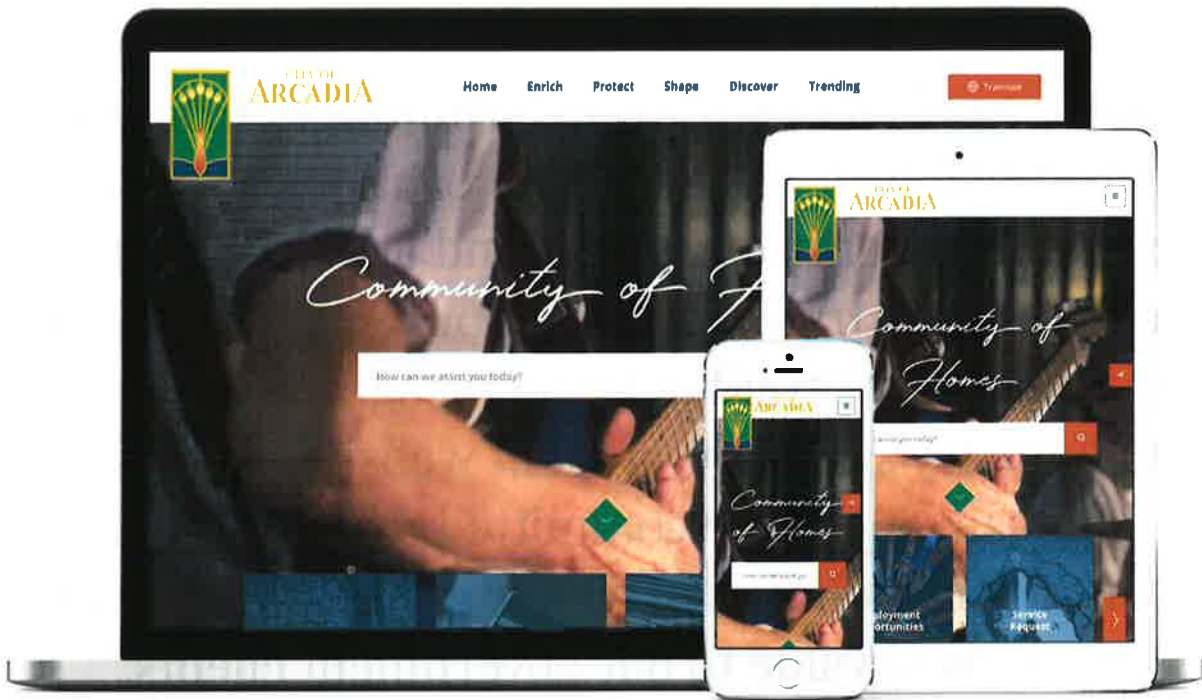 CITY OF
ARCADIA
Home Enrich Protect Shape Discover Trending
Translate
Community of
How can we assist you today?
CITY OF
ARCADIA
Community of
Homes
Service
Request
ARCADIA
Community
of Homes